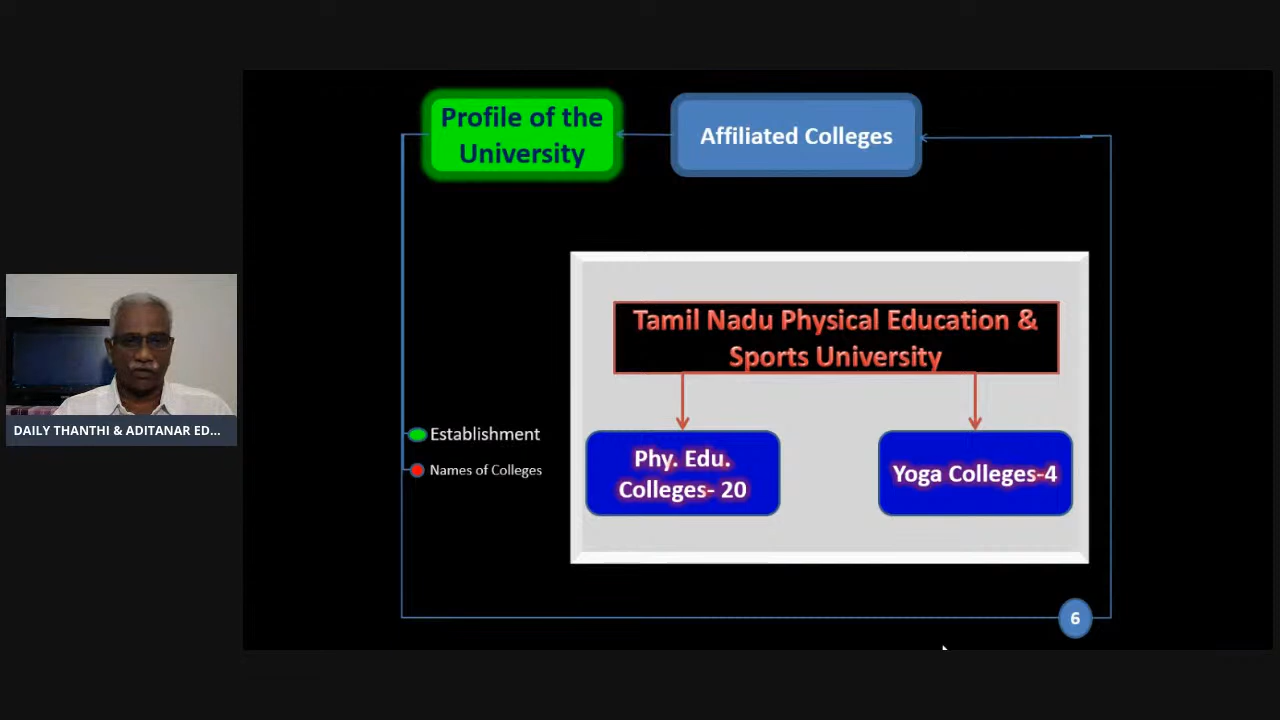 Profile of the
University
Affiliated Colleges
Tamil Nadu Physical Education &
Sports University
Establishment
Names of Colleges
Phy. Edu.
Colleges- 20
Yoga Colleges-4
DAILY THANTHI & ADITANAR ED...
6